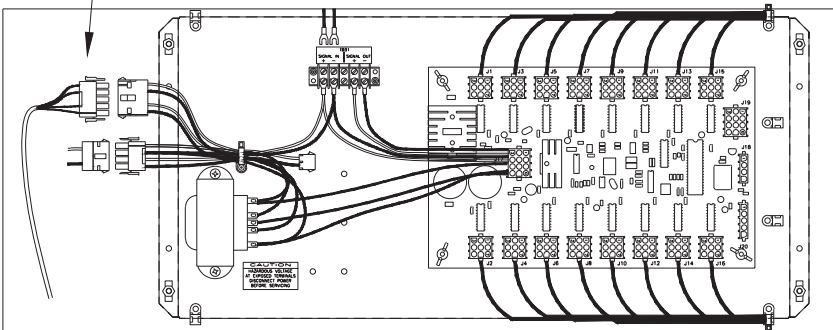 TB51
SIGNAL IN SIGNAL OUT
+ - + -
J1 J3 J5 J7 J9 J11 J13 J15
J19
J18
J2 J4 J6 J8 J10 J12 J14 J16
CAUTION
HAZARDOUS VOLTAGE
AT EXPOSED TERMINALS
DISCONNECT POWER
BEFORE SERVICING